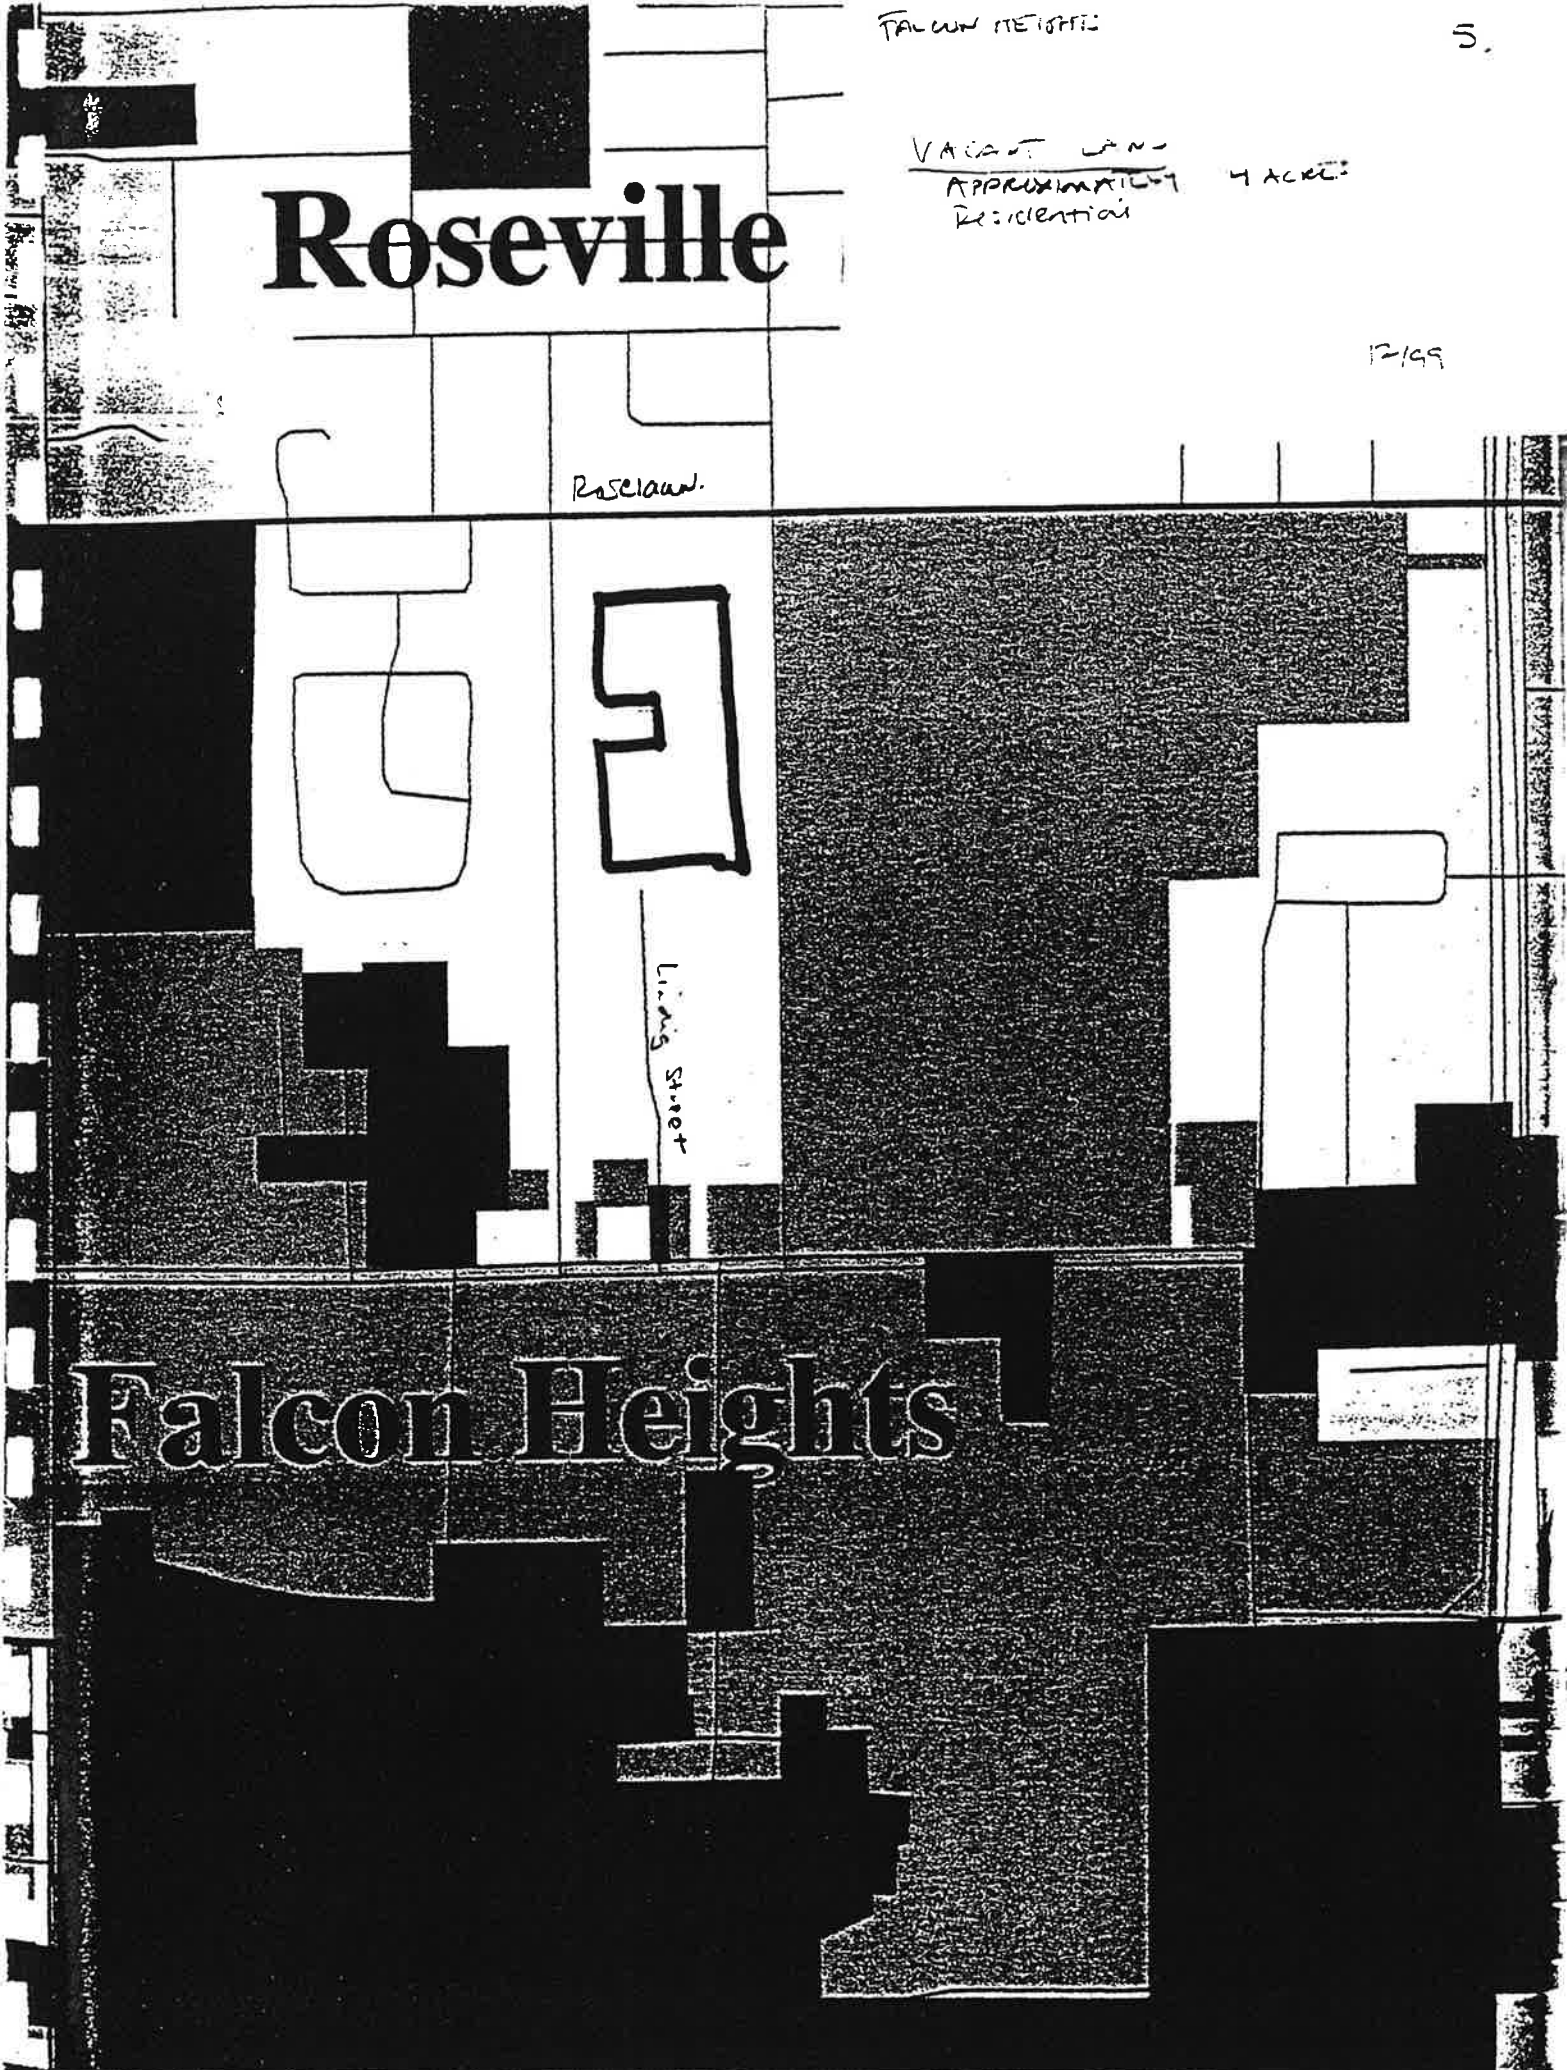 FALCON HEIGHTS
5.
VACANT LAND
APPROXIMATELY 4 ACRES
Residential
12/99
Roseville
Roselawn.
Lindig Street
Falcon Heights